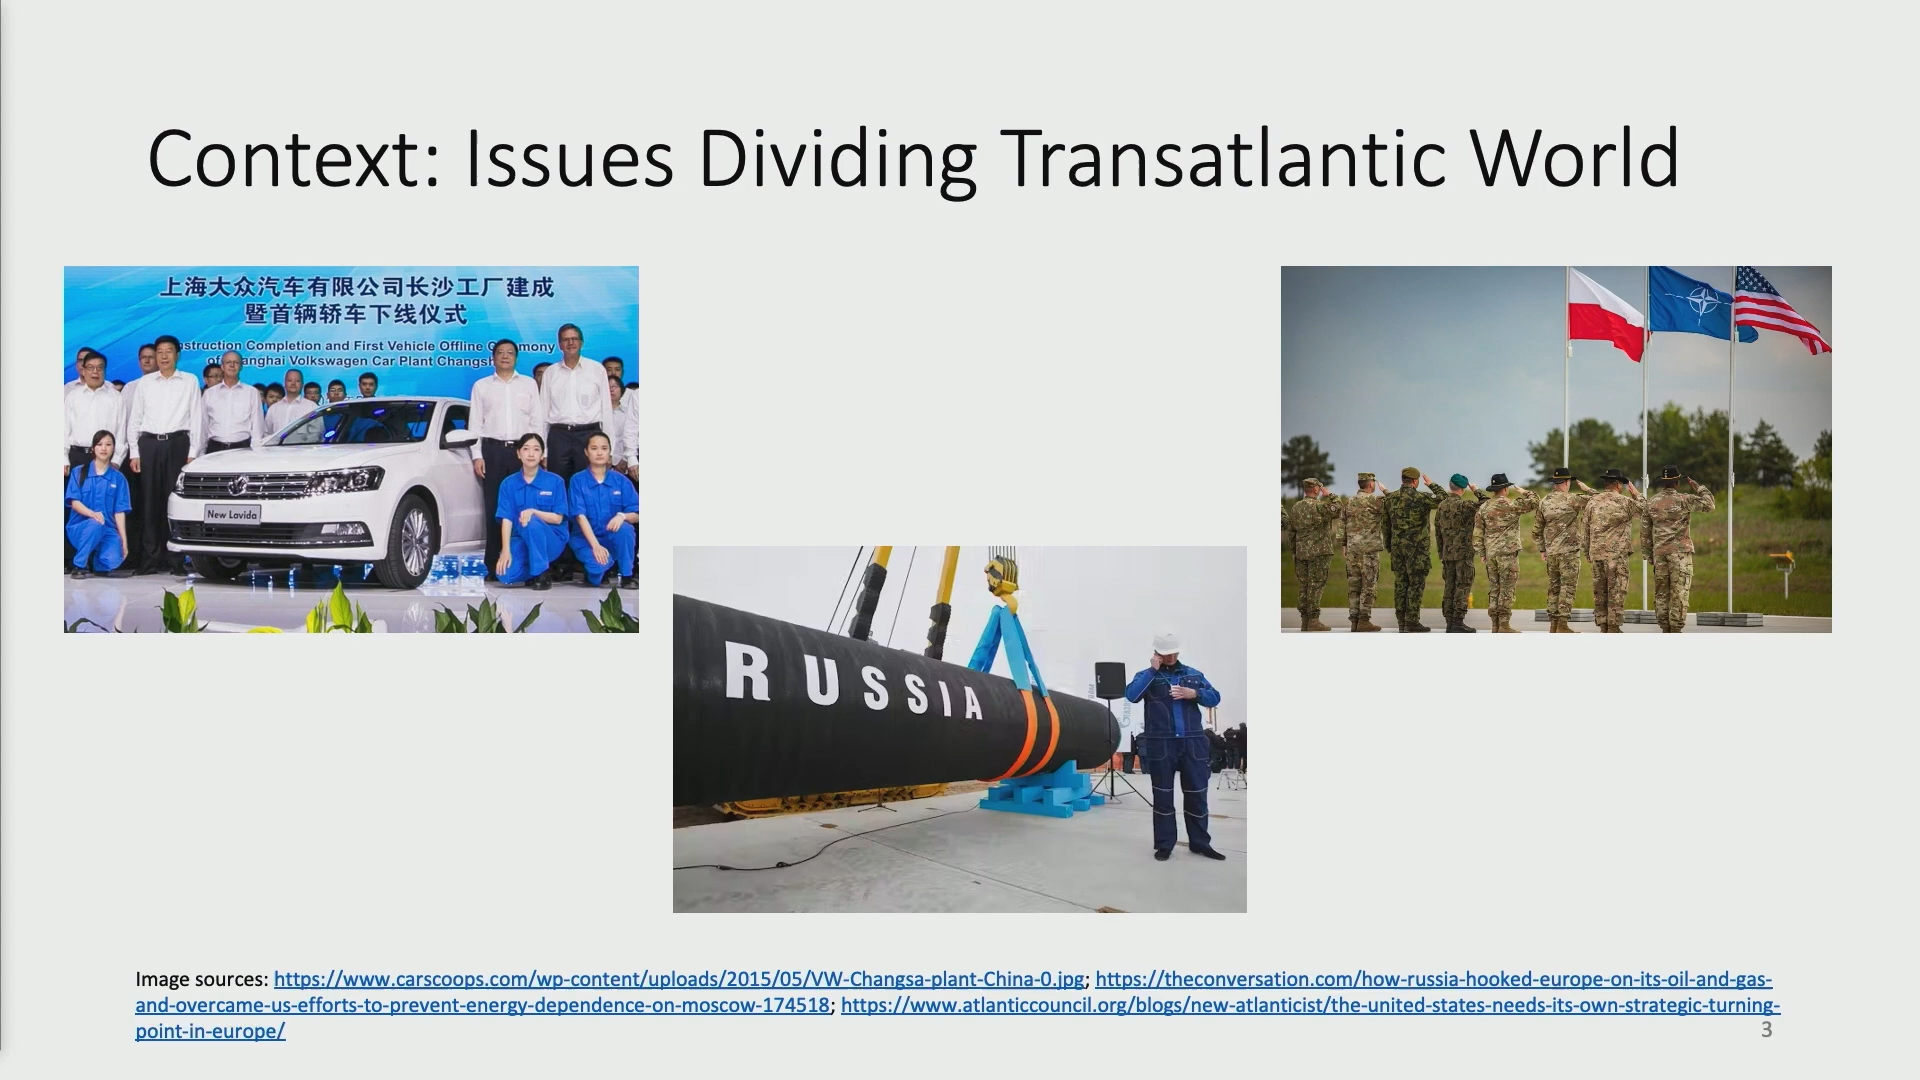 Context: Issues Dividing Transatlantic World
上海大众汽车有限公司长沙工厂建成
暨首辆轿车下线仪式
Completion and First Vehicle Offline
Volkswagen Car Plant
New Lavida
RUSSIA
Image sources: https://www.carscoops.com/wp-content/uploads/2015/05/VW-Changsa-plant-China-0.jpg; https://theconversation.com/how-russia-hooked-europe-on-its-oil-and-gas-
and-overcame-us-efforts-to-prevent-energy-dependence-on-moscow-174518; https://www.atlanticcouncil.org/blogs/new-atlanticist/the-united-states-needs-its-own-strategic-turning-
point-in-europe/
3